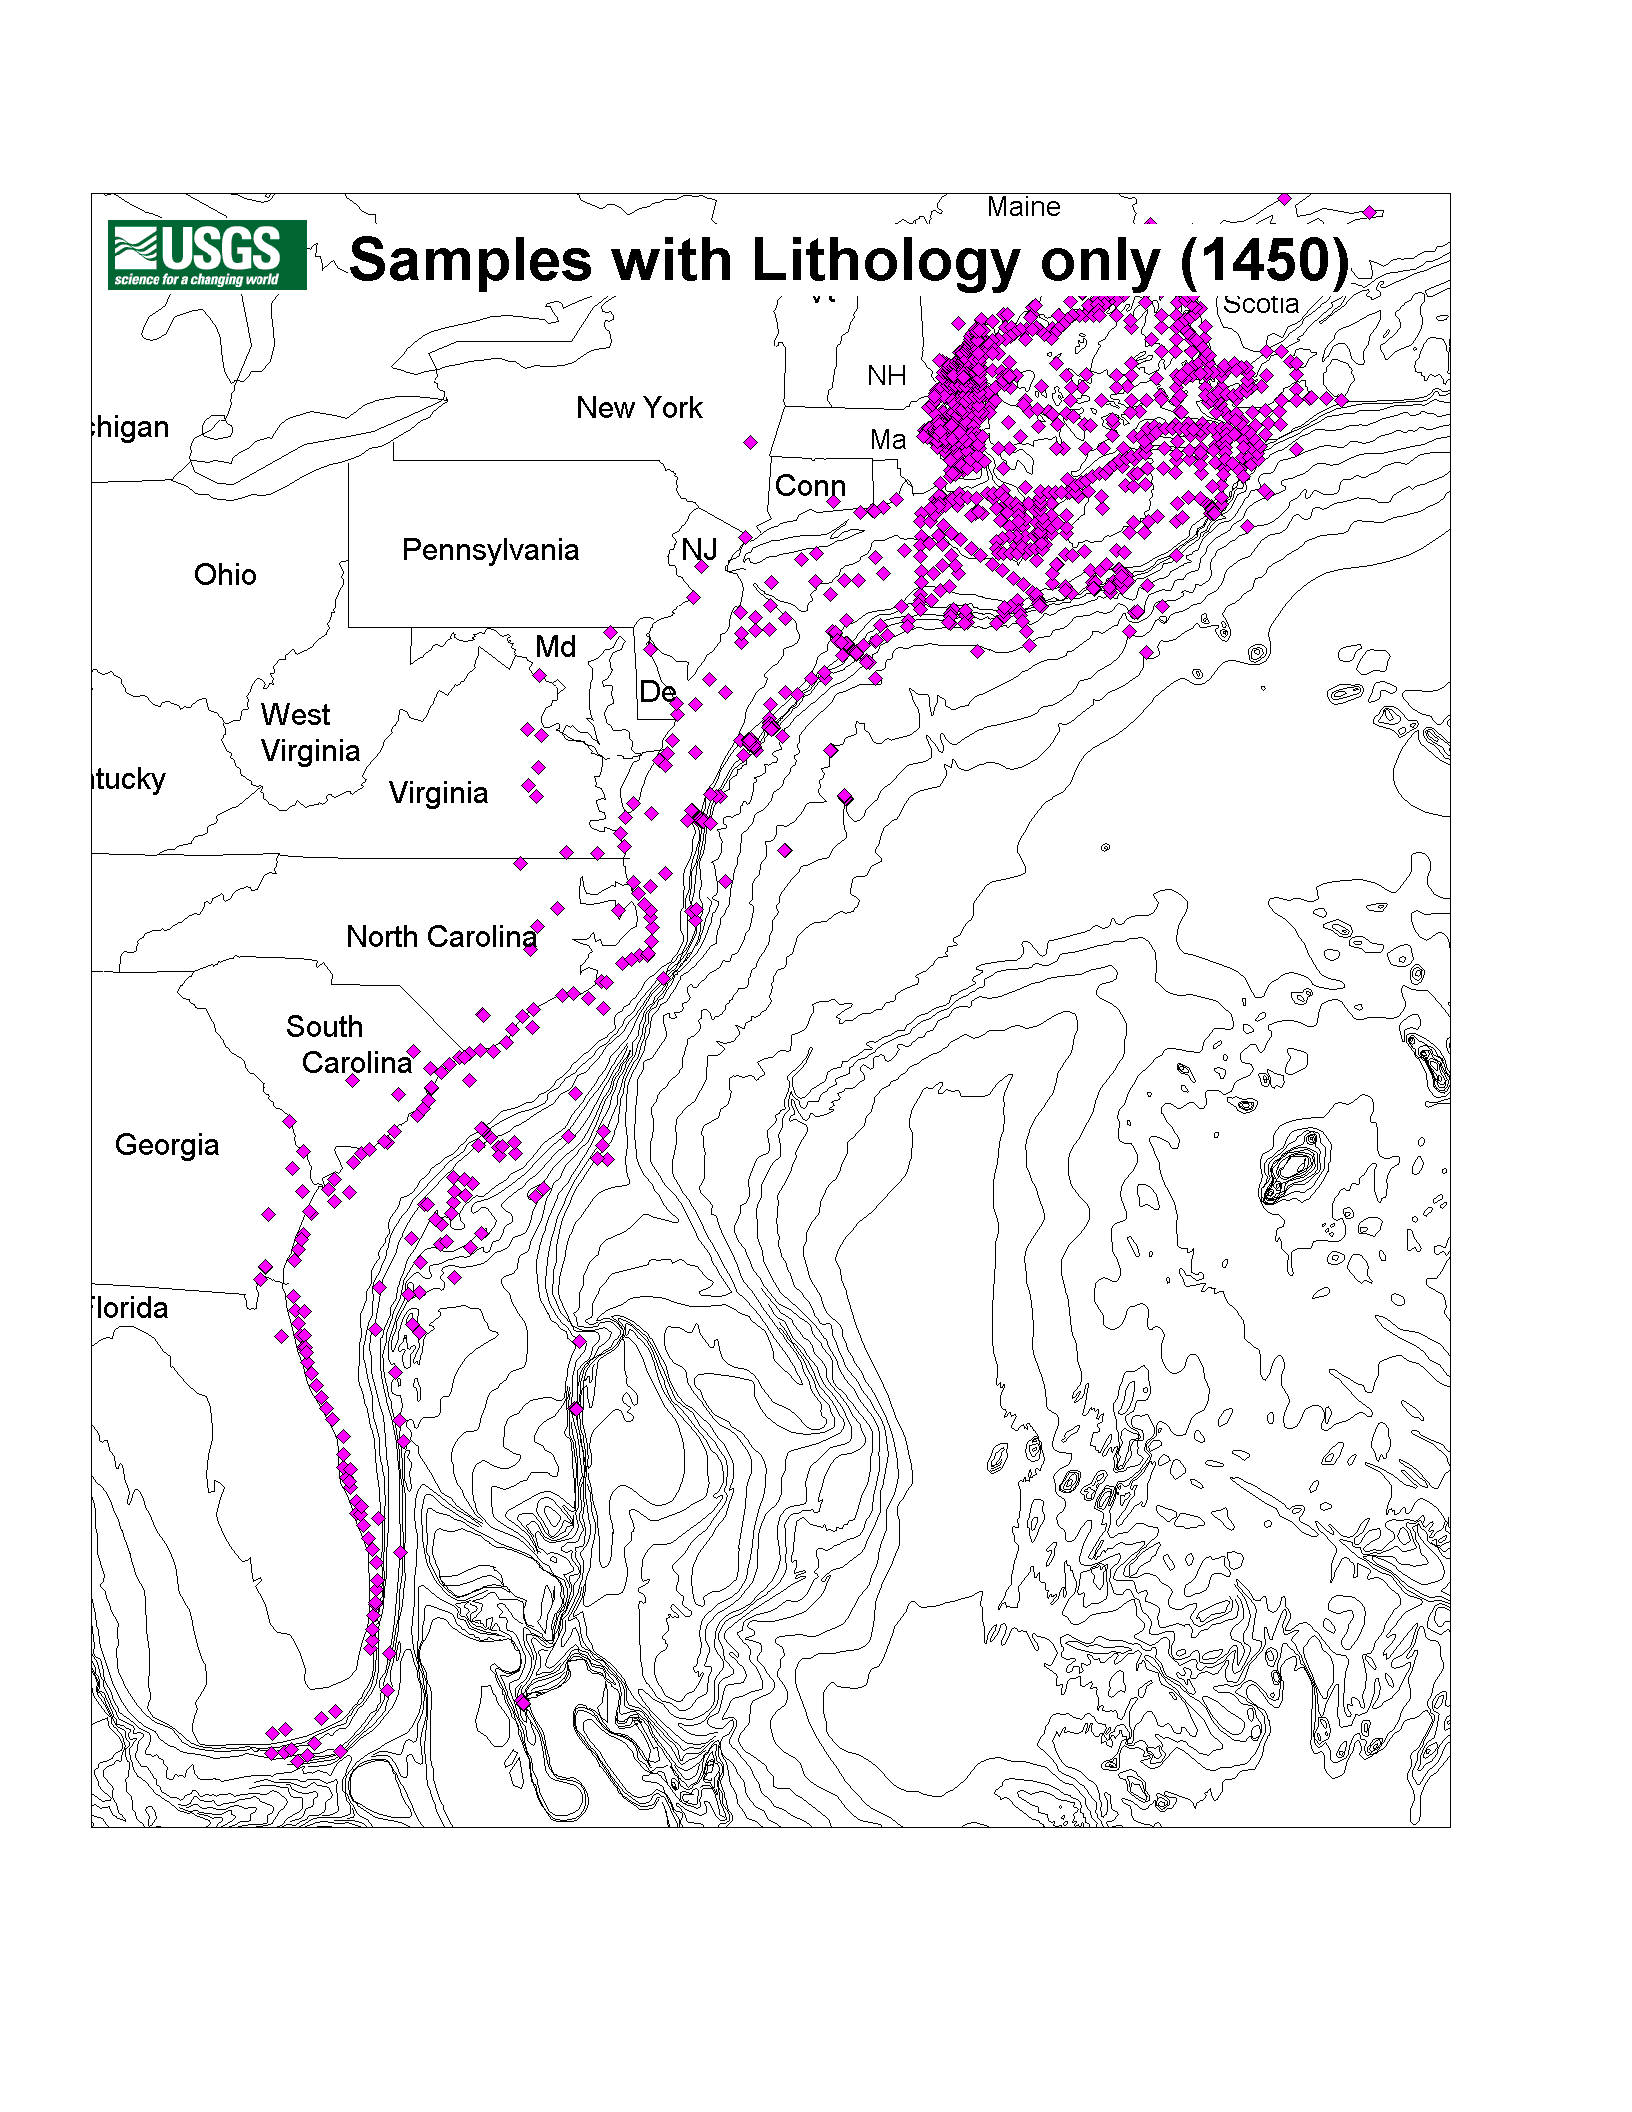 Maine
USGS
science for a changing world
Samples with Lithology only (1450)
Scotia
NH
New York
chigan
Ma
Conn
Pennsylvania
NJ
Ohio
Md
De
West
Virginia
ntucky
Virginia
North Carolina
South
Carolina
Georgia
Florida